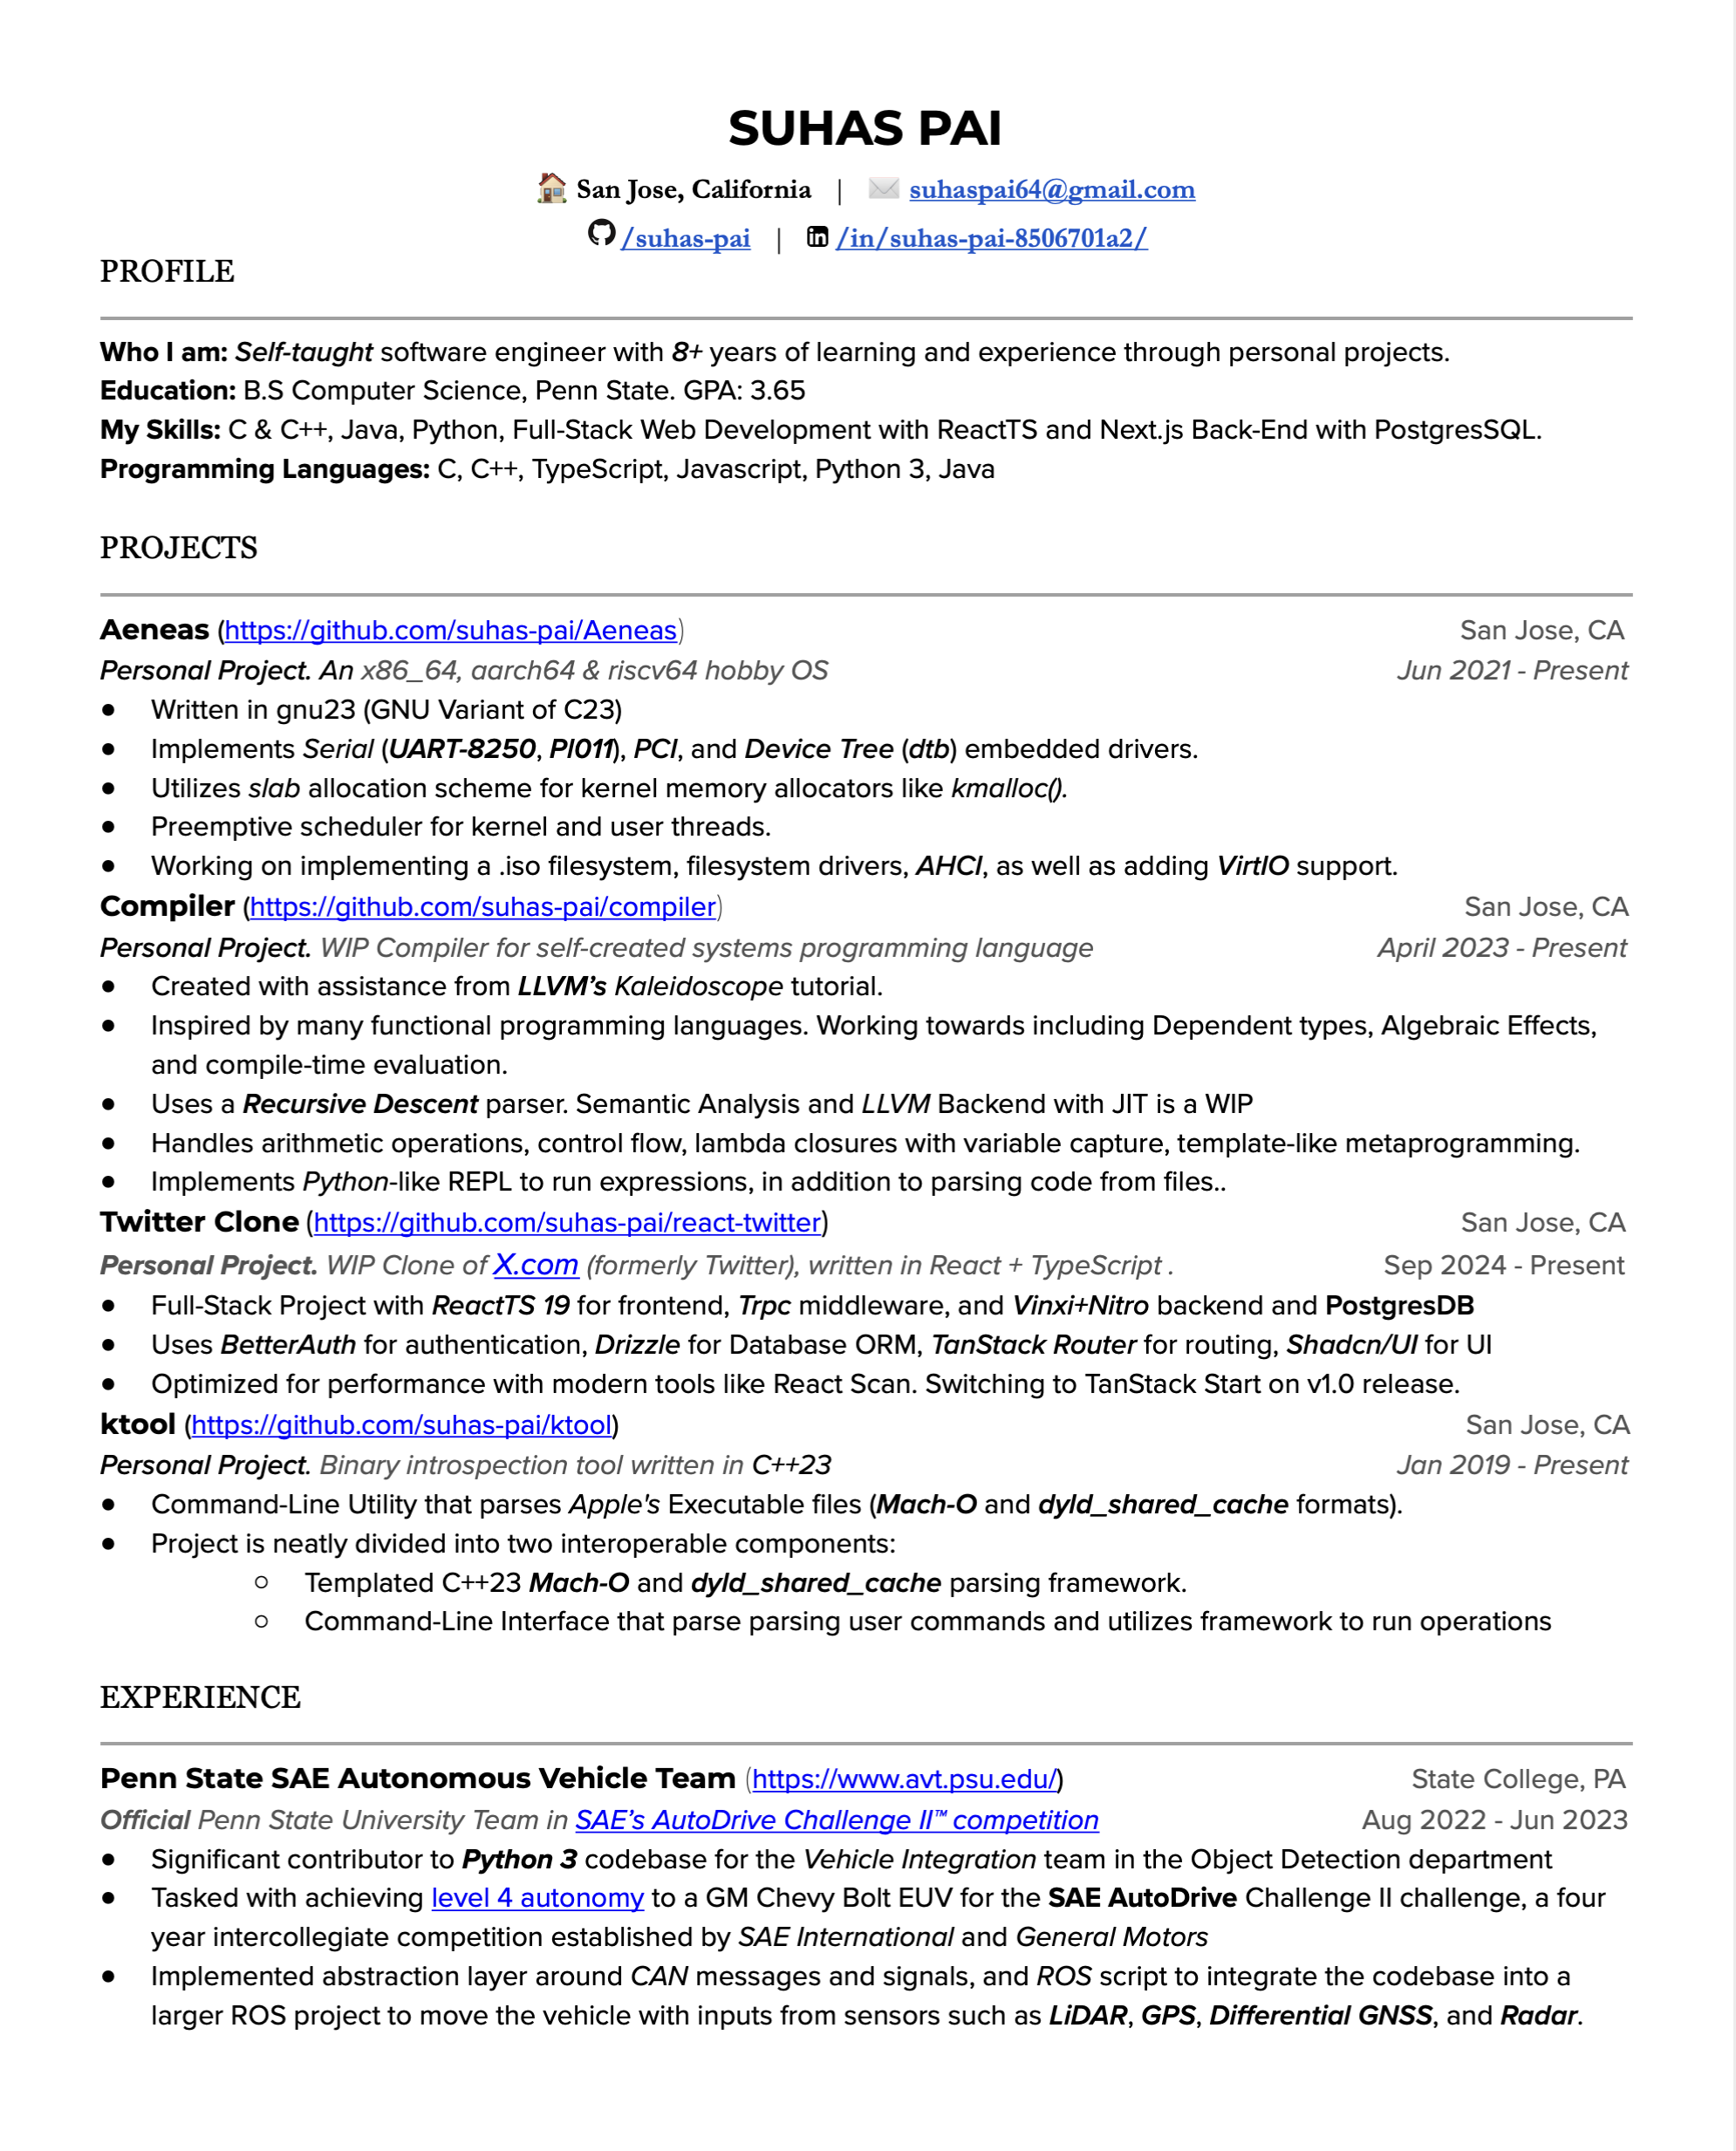 SUHAS PAI
🏠 San Jose, California | ✉️ suhaspai64@gmail.com
/suhas-pai | /in/suhas-pai-8506701a2/
PROFILE
Who I am: Self-taught software engineer with 8+ years of learning and experience through personal projects.
Education: B.S Computer Science, Penn State. GPA: 3.65
My Skills: C & C++, Java, Python, Full-Stack Web Development with ReactTS and Next.js Back-End with PostgresSQL.
Programming Languages: C, C++, TypeScript, Javascript, Python 3, Java
PROJECTS
Aeneas (https://github.com/suhas-pai/Aeneas) San Jose, CA
Personal Project. An x86_64, aarch64 & riscv64 hobby OS Jun 2021 - Present
● Written in gnu23 (GNU Variant of C23)
● Implements Serial (UART-8250, Pl011), PCI, and Device Tree (dtb) embedded drivers.
● Utilizes slab allocation scheme for kernel memory allocators like kmalloc().
● Preemptive scheduler for kernel and user threads.
● Working on implementing a .iso filesystem, filesystem drivers, AHCI, as well as adding VirtIO support.
Compiler (https://github.com/suhas-pai/compiler) San Jose, CA
Personal Project. WIP Compiler for self-created systems programming language April 2023 - Present
● Created with assistance from LLVM's Kaleidoscope tutorial.
● Inspired by many functional programming languages. Working towards including Dependent types, Algebraic Effects,
and compile-time evaluation.
● Uses a Recursive Descent parser. Semantic Analysis and LLVM Backend with JIT is a WIP
● Handles arithmetic operations, control flow, lambda closures with variable capture, template-like metaprogramming.
● Implements Python-like REPL to run expressions, in addition to parsing code from files..
Twitter Clone (https://github.com/suhas-pai/react-twitter) San Jose, CA
Personal Project. WIP Clone of X.com (formerly Twitter), written in React + TypeScript . Sep 2024 - Present
● Full-Stack Project with ReactTS 19 for frontend, Trpc middleware, and Vinxi+Nitro backend and PostgresDB
● Uses BetterAuth for authentication, Drizzle for Database ORM, TanStack Router for routing, Shadcn/UI for UI
● Optimized for performance with modern tools like React Scan. Switching to TanStack Start on v1.0 release.
ktool (https://github.com/suhas-pai/ktool) San Jose, CA
Personal Project. Binary introspection tool written in C++23 Jan 2019 - Present
● Command-Line Utility that parses Apple's Executable files (Mach-O and dyld_shared_cache formats).
● Project is neatly divided into two interoperable components:
○ Templated C++23 Mach-O and dyld_shared_cache parsing framework.
○ Command-Line Interface that parse parsing user commands and utilizes framework to run operations
EXPERIENCE
Penn State SAE Autonomous Vehicle Team (https://www.avt.psu.edu/) State College, PA
Official Penn State University Team in SAE's AutoDrive Challenge II™ competition Aug 2022 - Jun 2023
● Significant contributor to Python 3 codebase for the Vehicle Integration team in the Object Detection department
● Tasked with achieving level 4 autonomy to a GM Chevy Bolt EUV for the SAE AutoDrive Challenge II challenge, a four
year intercollegiate competition established by SAE International and General Motors
● Implemented abstraction layer around CAN messages and signals, and ROS script to integrate the codebase into a
larger ROS project to move the vehicle with inputs from sensors such as LiDAR, GPS, Differential GNSS, and Radar.